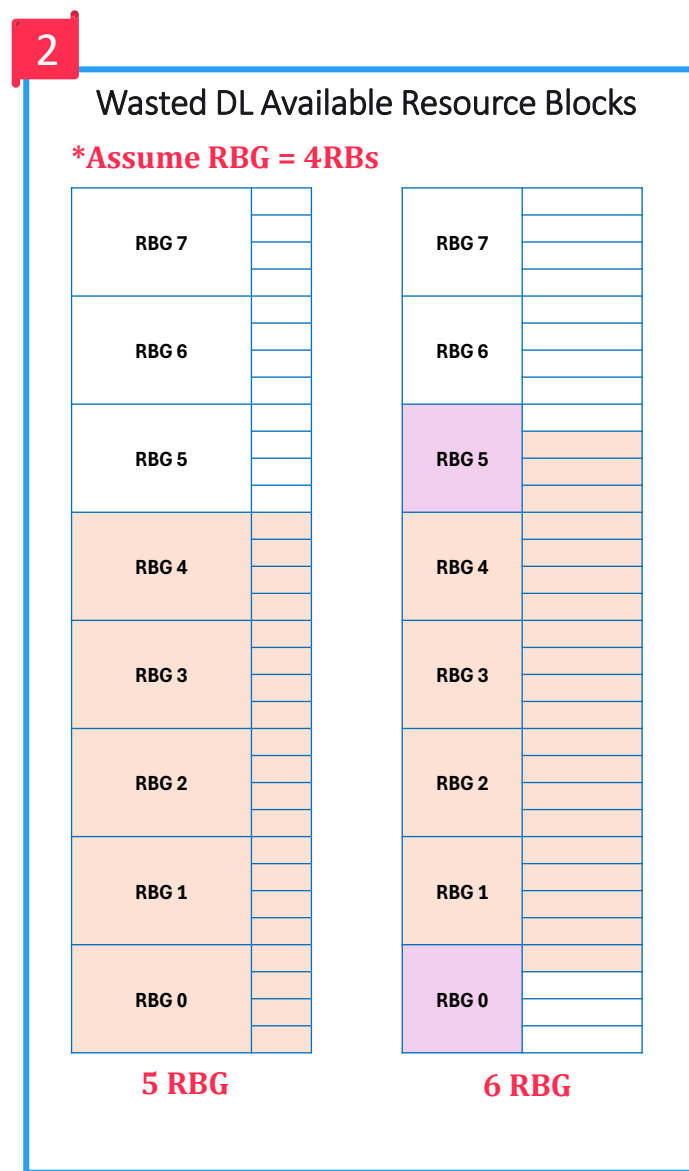 2
Wasted DL Available Resource Blocks
*Assume RBG = 4RBs
RBG 7
RBG 6
RBG 5
RBG 4
RBG 3
RBG 2
RBG 1
RBG 0
5 RBG
RBG 7
RBG 6
RBG 5
RBG 4
RBG 3
RBG 2
RBG 1
RBG 0
6 RBG